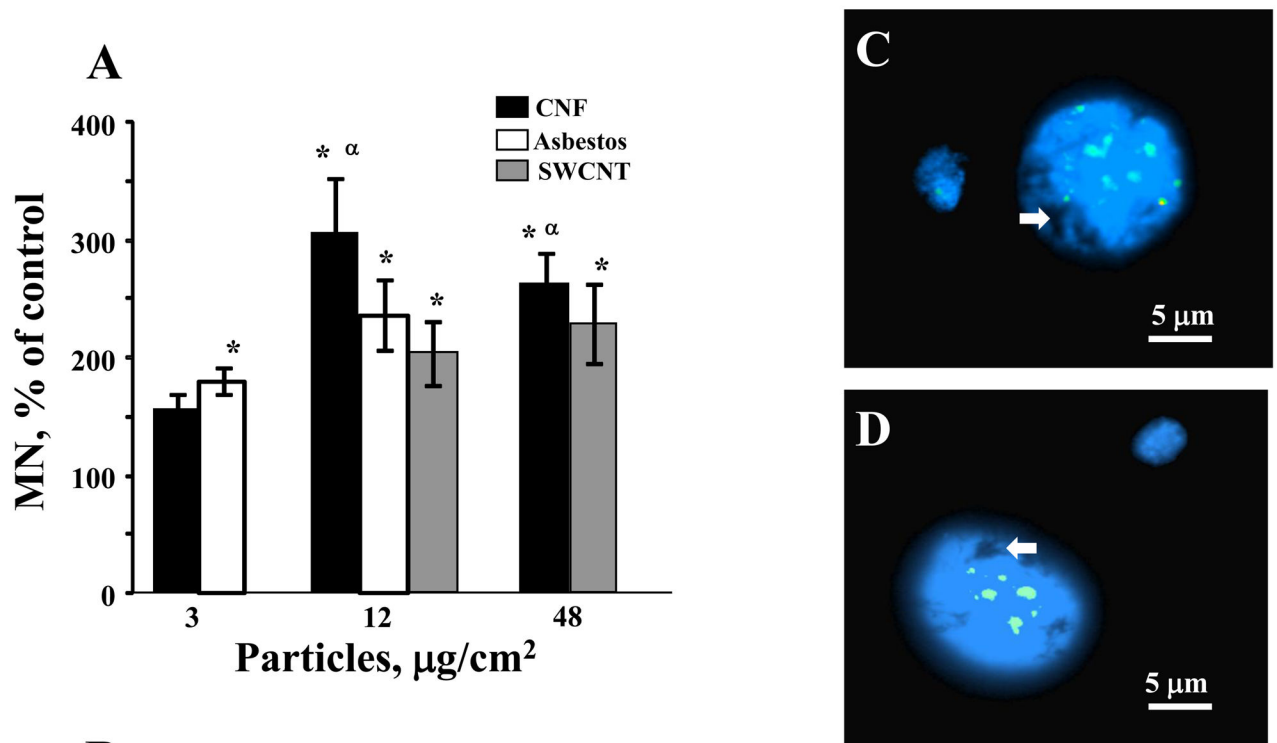 A
CNF
Asbestos
SWCNT
400
300
200
100
0
MN, % of control
* α
*
*
*
* α
*
3
12
48
Particles, μg/cm²
C
5 μm
D
5 μm